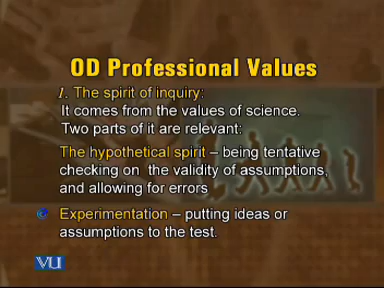 OD Professional Values
1. The spirit of inquiry:
It comes from the values of science.
Two parts of it are relevant:
The hypothetical spirit – being tentative
checking on the validity of assumptions,
and allowing for errors
Experimentation – putting ideas or
assumptions to the test.
VU